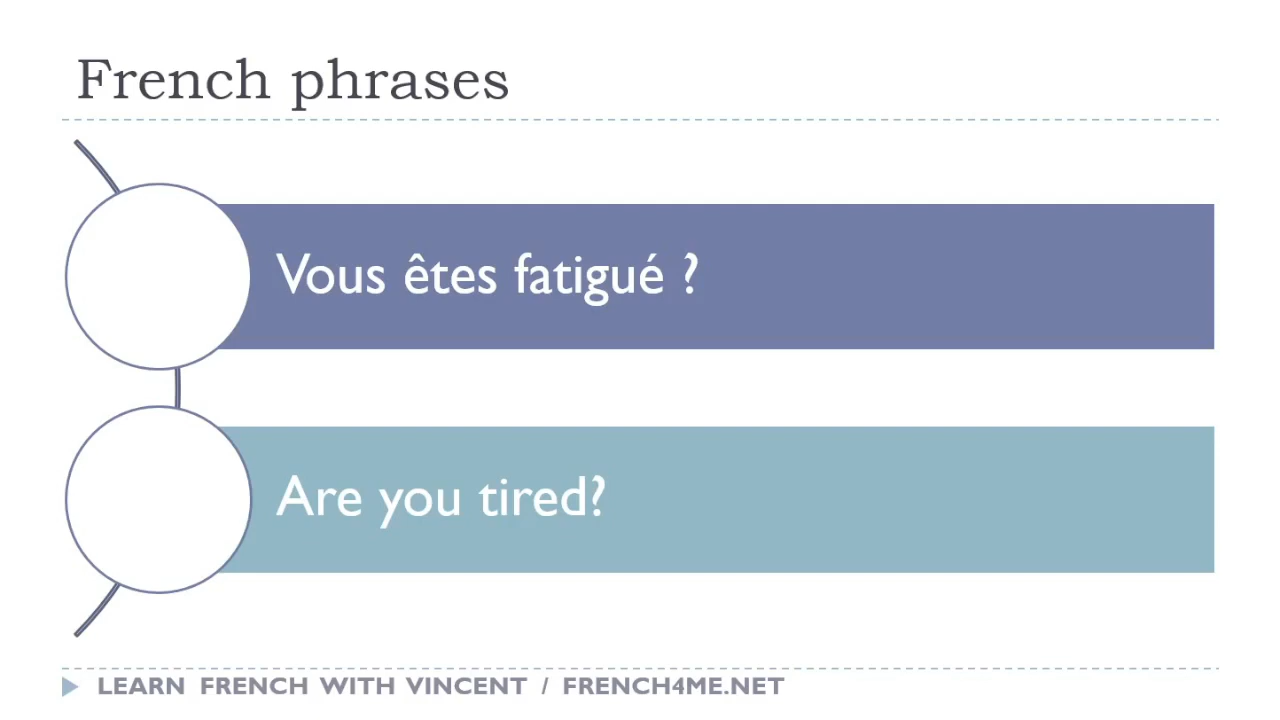 French phrases
Vous êtes fatigué ?
Are you tired?
LEARN FRENCH WITH VINCENT / FRENCH4ME.NET